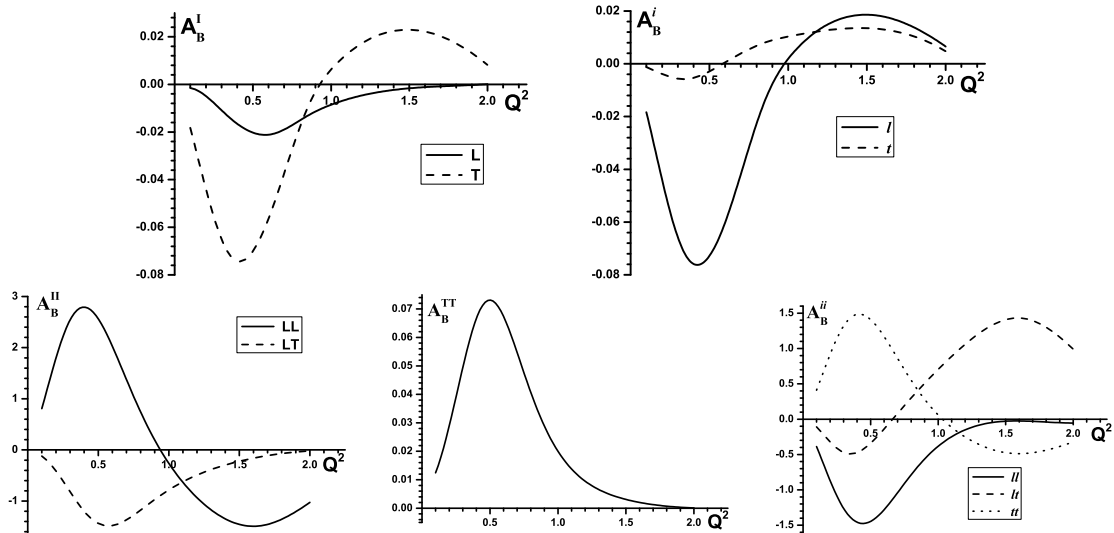 A_B^I
0.02
0.00
-0.02
-0.04
-0.06
-0.08
0.5 1.0 1.5 2.0
Q²
L
T
A_B^i
0.02
0.00
-0.02
-0.04
-0.06
-0.08
0.5 1.0 1.5 2.0
Q²
l
t
A_B^II
3
2
1
0
-1
0.5 1.0 1.5 2.0
Q²
LL
LT
A_B^TT
0.07
0.06
0.05
0.04
0.03
0.02
0.01
0.00
0.5 1.0 1.5 2.0
Q²
A_B^ii
1.5
1.0
0.5
0.0
-0.5
-1.0
-1.5
0.5 1.0 1.5 2.0
Q²
ll
lt
tt